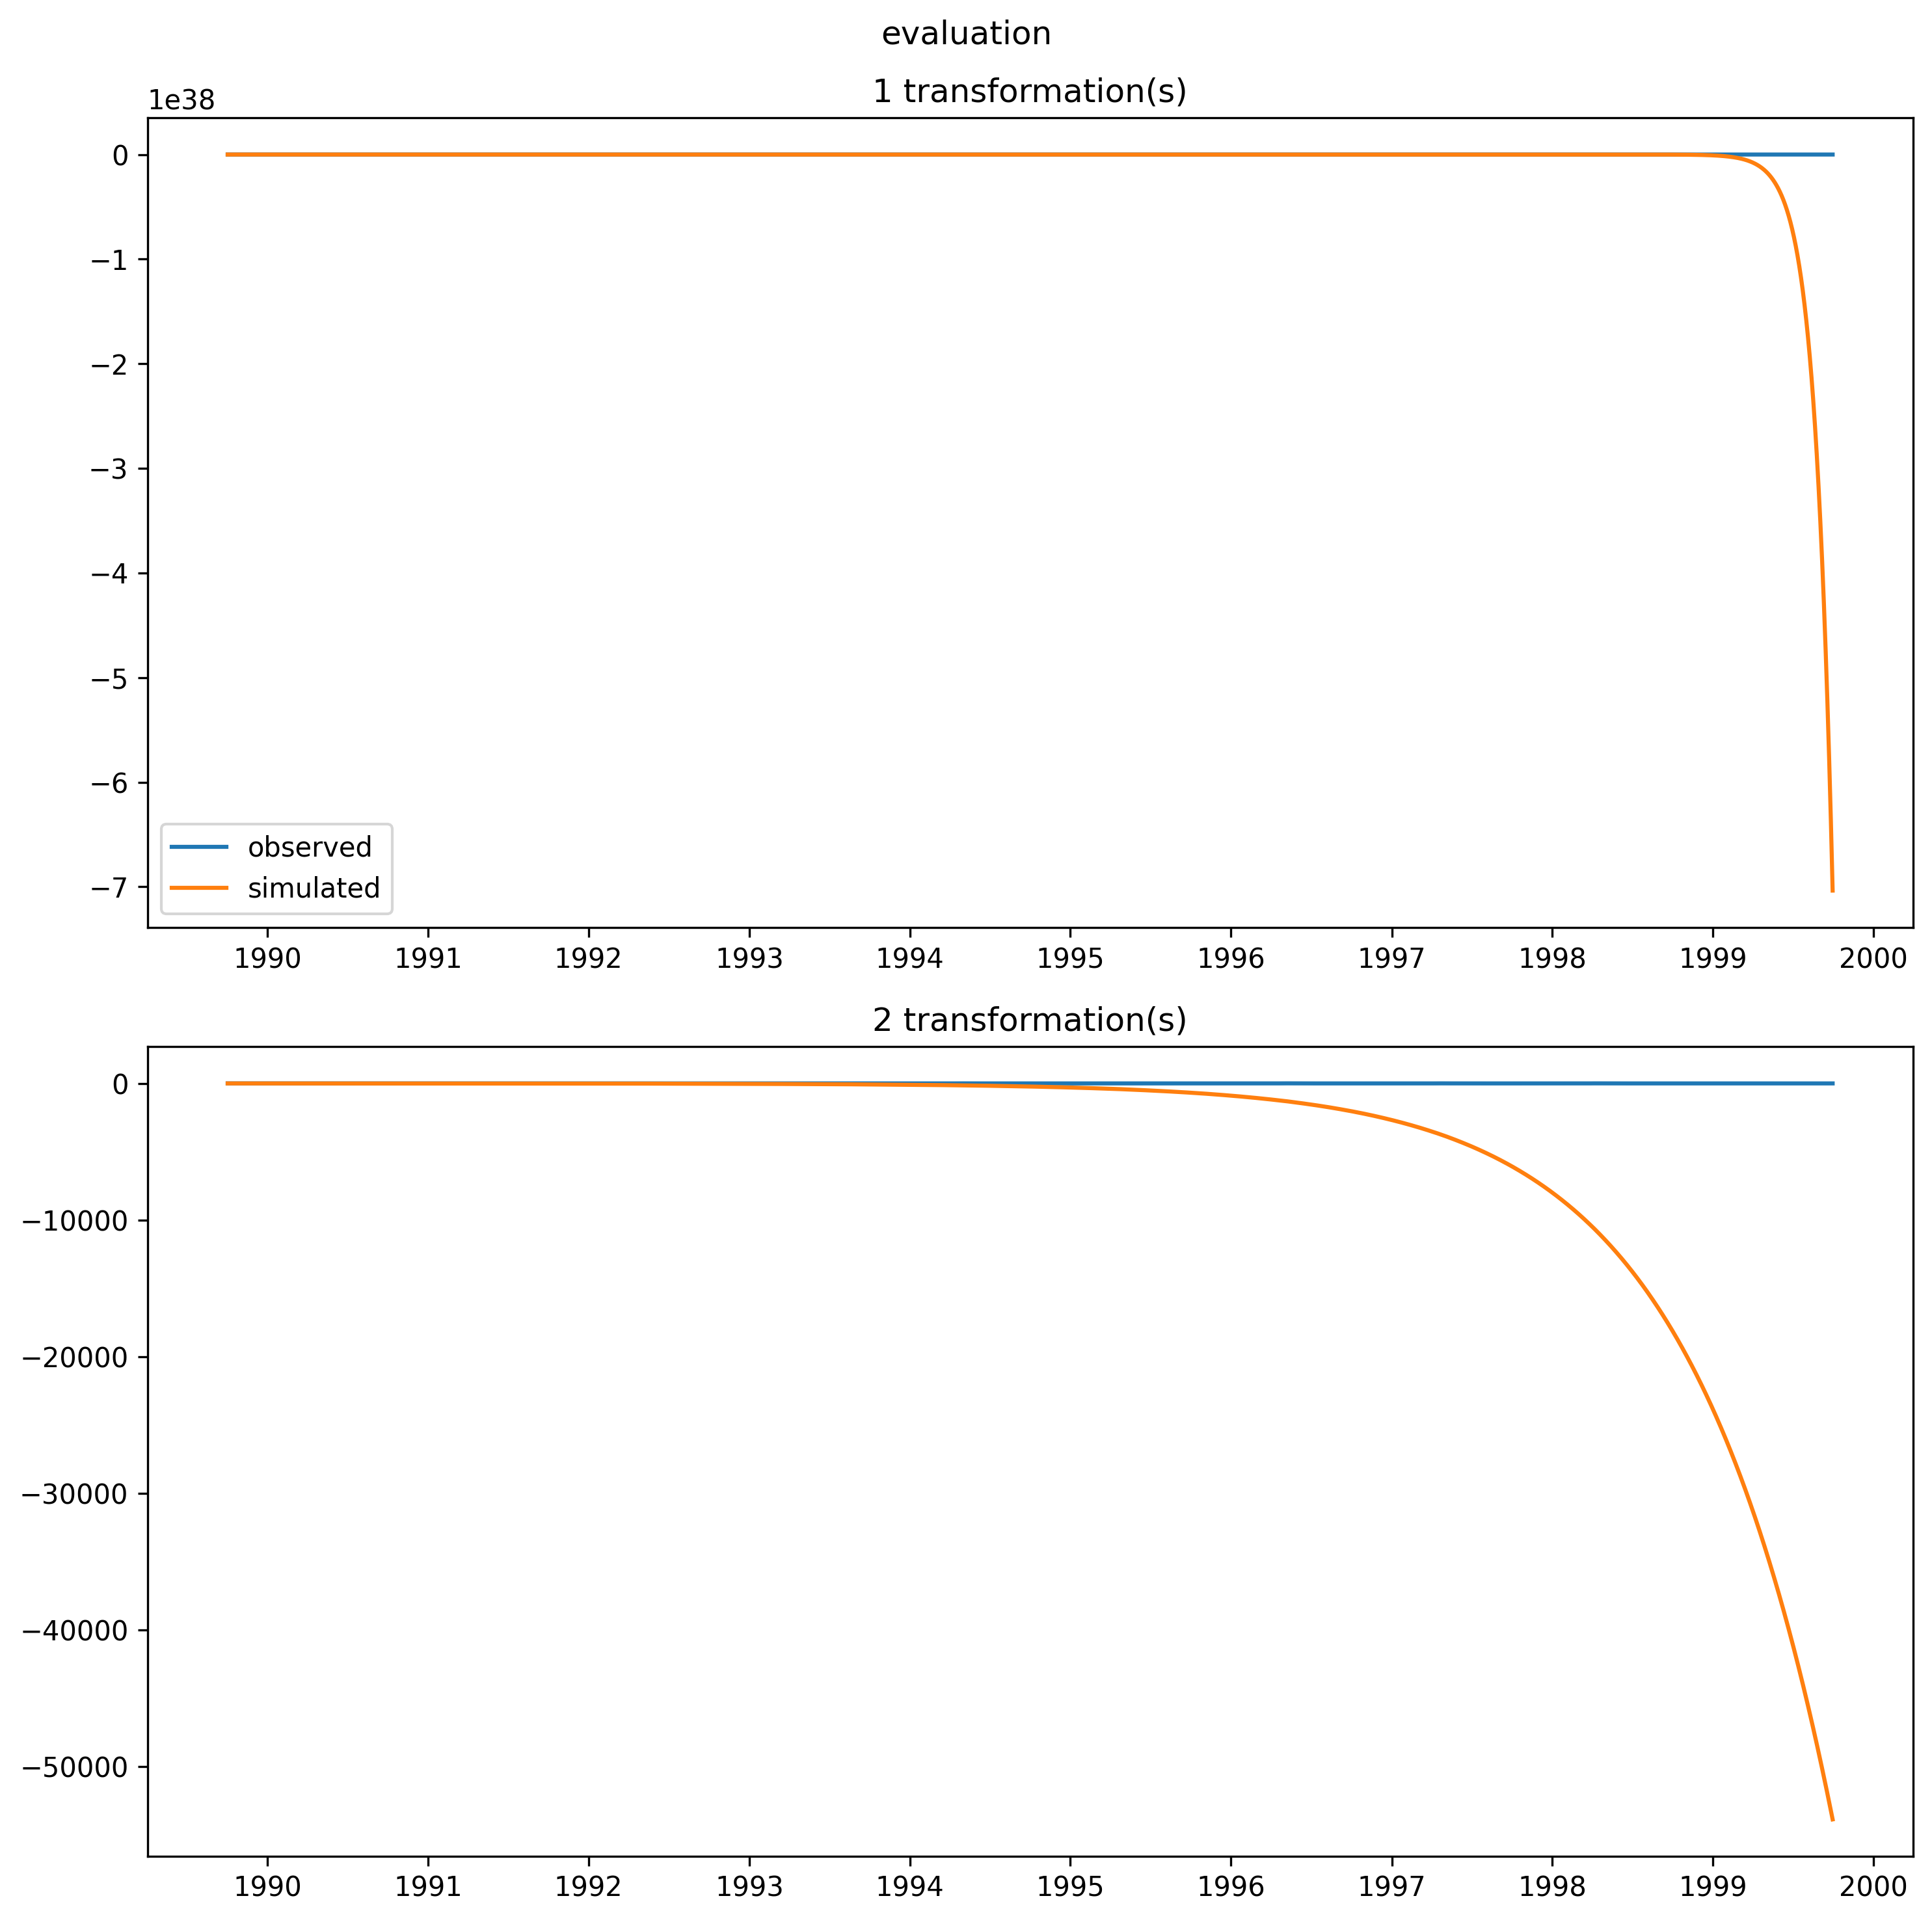 evaluation
1 transformation(s)
1e38
0
−1
−2
−3
−4
−5
−6
−7
observed
simulated
1990 1991 1992 1993 1994 1995 1996 1997 1998 1999 2000
2 transformation(s)
0
−10000
−20000
−30000
−40000
−50000
1990 1991 1992 1993 1994 1995 1996 1997 1998 1999 2000